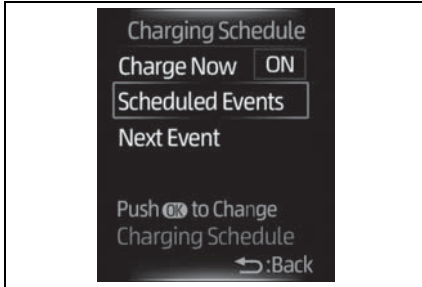 Charging Schedule
Charge Now ON
Scheduled Events
Next Event
Push OK to Change
Charging Schedule
:Back